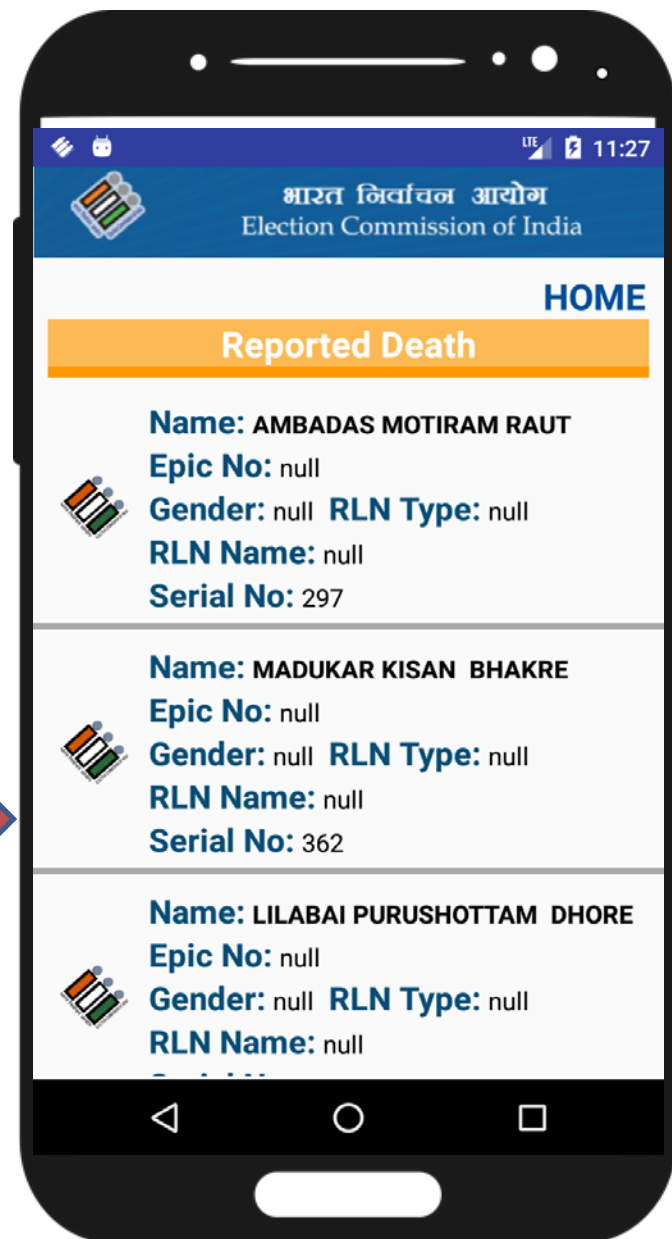 LTE 11:27
भारत निर्वाचन आयोग
Election Commission of India
HOME
Reported Death
Name: AMBADAS MOTIRAM RAUT
Epic No: null
Gender: null RLN Type: null
RLN Name: null
Serial No: 297
Name: MADUKAR KISAN BHAKRE
Epic No: null
Gender: null RLN Type: null
RLN Name: null
Serial No: 362
Name: LILABAI PURUSHOTTAM DHORE
Epic No: null
Gender: null RLN Type: null
RLN Name: null